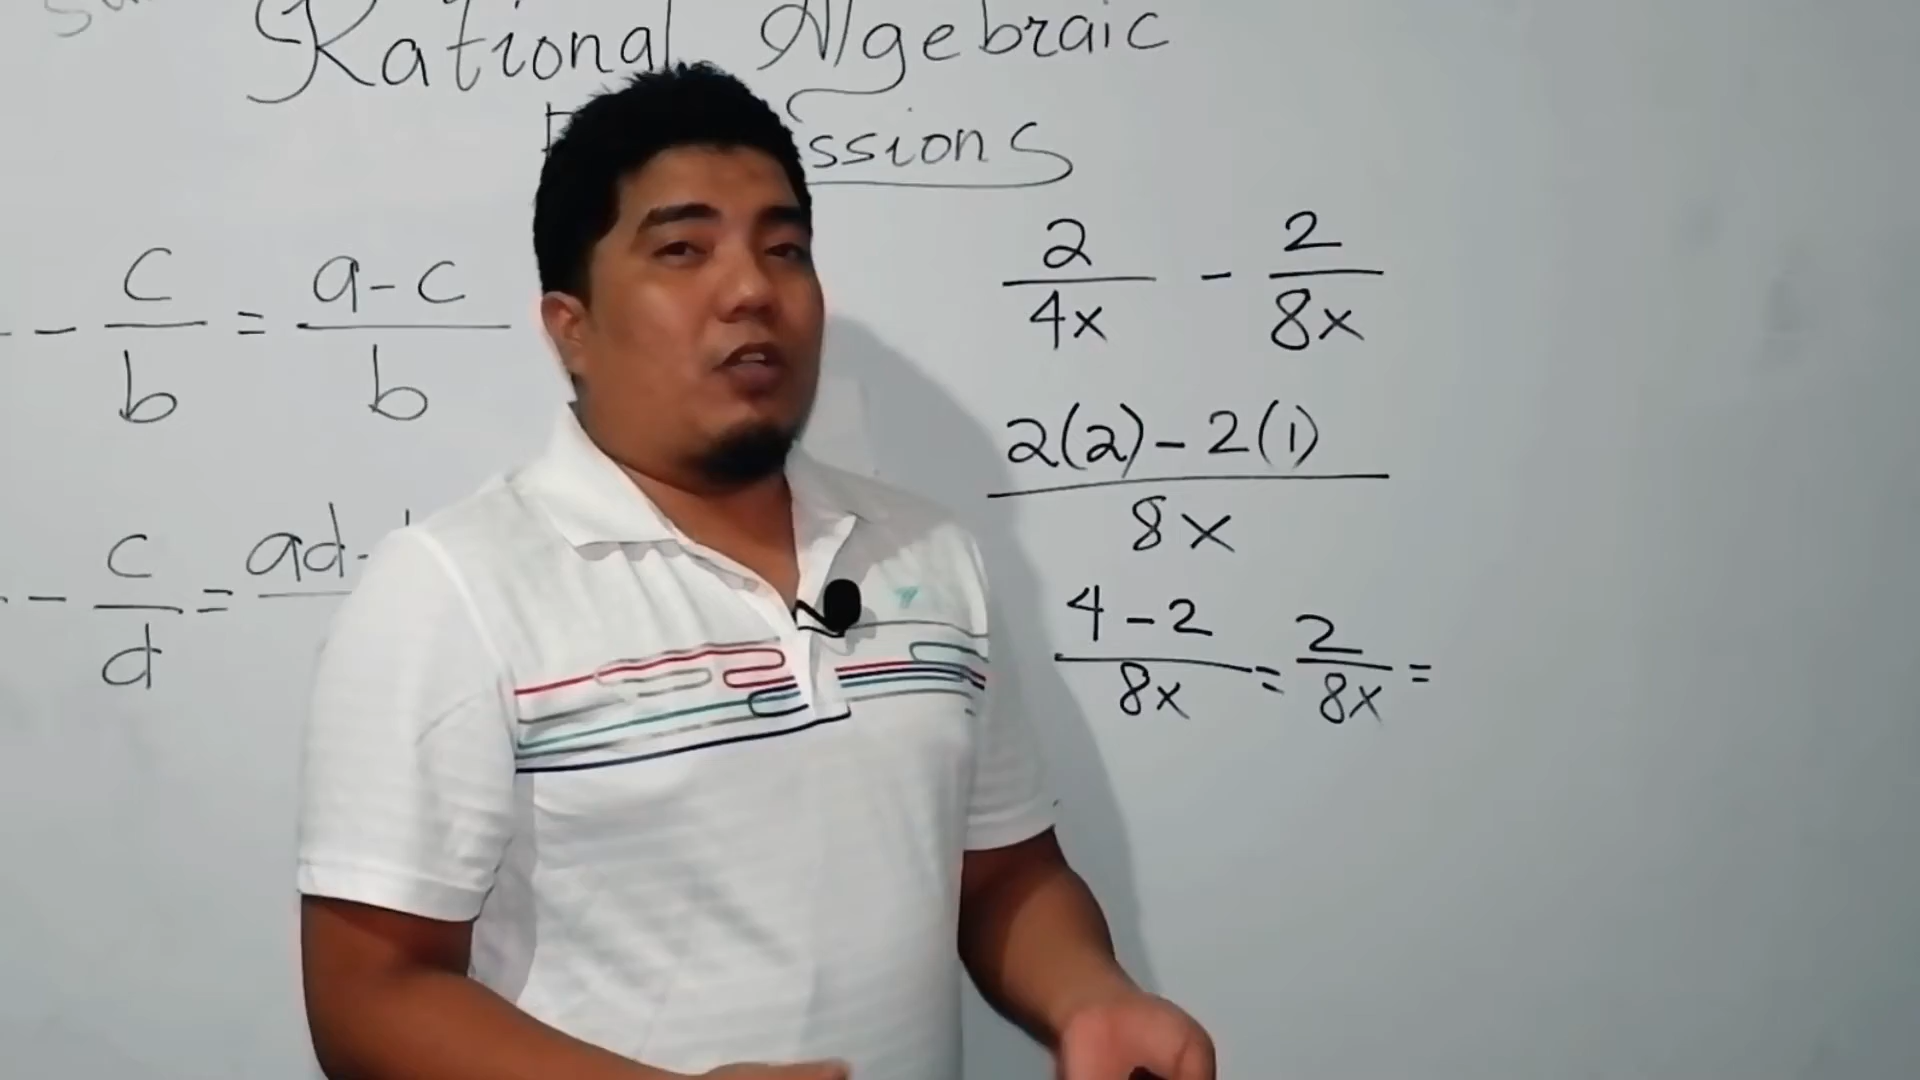 Rational Algebraic
ssions
- c/b = a-c/b
- c/d = ad-
2/4x - 2/8x
2(2)-2(1)/8x
4-2/8x = 2/8x =